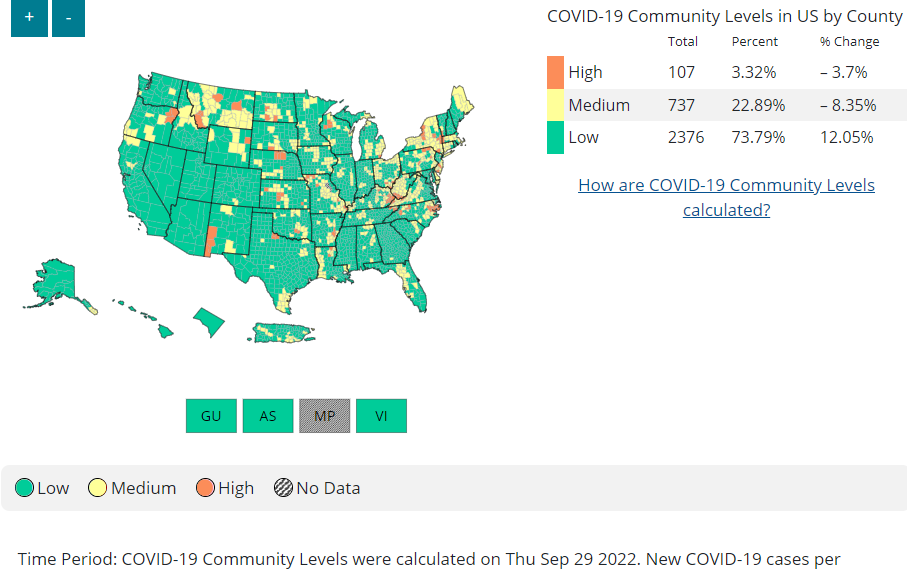 + -
COVID-19 Community Levels in US by County
Total Percent % Change
High 107 3.32% – 3.7%
Medium 737 22.89% – 8.35%
Low 2376 73.79% 12.05%
How are COVID-19 Community Levels
calculated?
GU AS MP VI
Low Medium High No Data
Time Period: COVID-19 Community Levels were calculated on Thu Sep 29 2022. New COVID-19 cases per